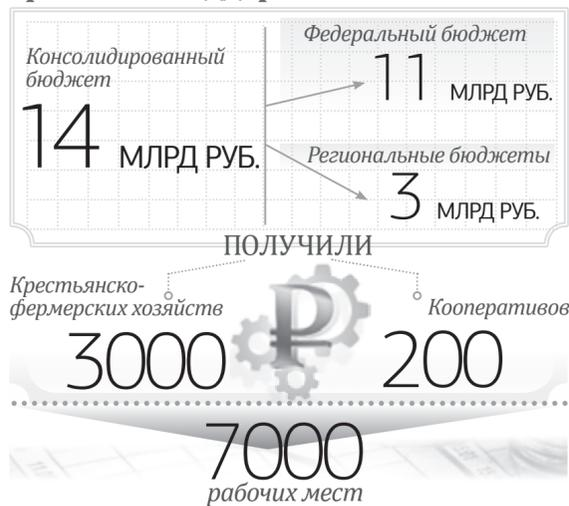 Консолидированный
бюджет
14 МЛРД РУБ.
Федеральный бюджет
11 МЛРД РУБ.
Региональные бюджеты
3 МЛРД РУБ.
ПОЛУЧИЛИ
Крестьянско-
фермерских хозяйств
3000
Кооперативов
200
7000
рабочих мест